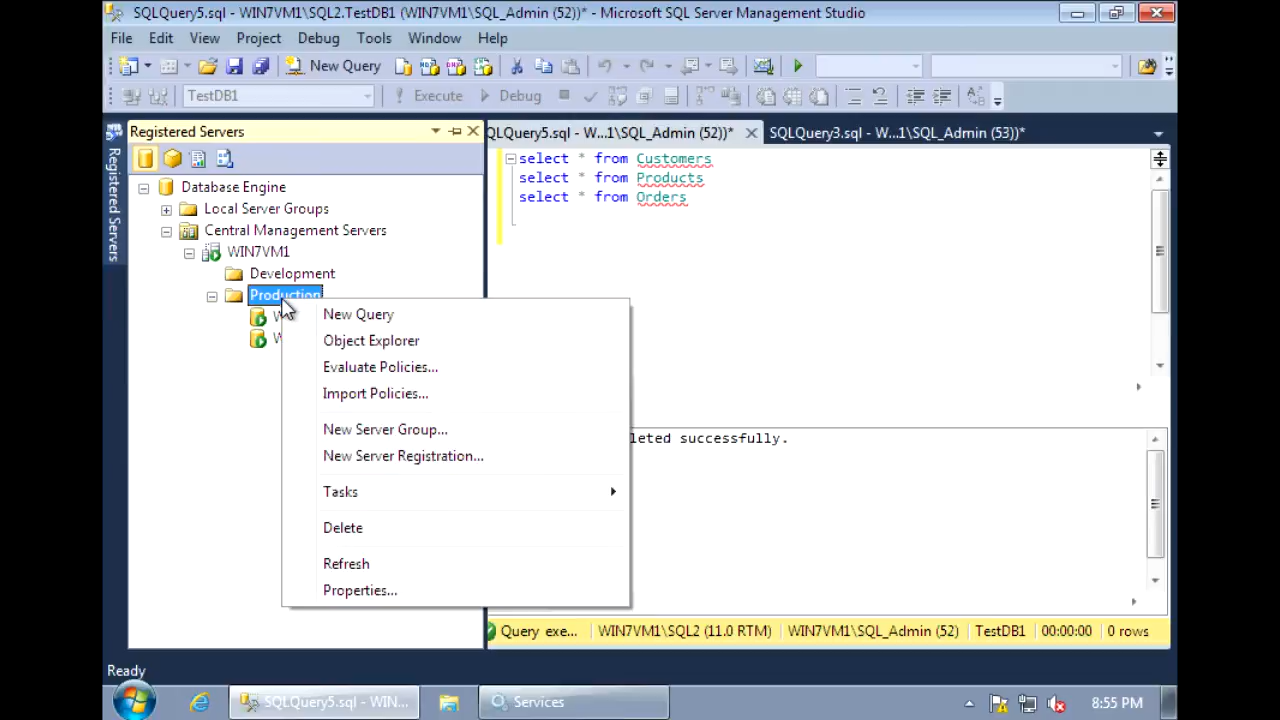 SQLQuery5.sql - WIN7VM1\SQL2.TestDB1 (WIN7VM1\SQL_Admin (52))* - Microsoft SQL Server Management Studio
File Edit View Project Debug Tools Window Help
New Query
TestDB1 Execute Debug
Registered Servers
QLQuery5.sql - W...1\SQL_Admin (52))*
SQLQuery3.sql - W...1\SQL_Admin (53))*
Registered Servers
Database Engine
Local Server Groups
Central Management Servers
WIN7VM1
Development
Production
W
W
New Query
Object Explorer
Evaluate Policies...
Import Policies...
New Server Group...
New Server Registration...
Tasks
Delete
Refresh
Properties...
select * from Customers
select * from Products
select * from Orders
leted successfully.
Query exe... WIN7VM1\SQL2 (11.0 RTM) WIN7VM1\SQL_Admin (52) TestDB1 00:00:00 0 rows
Ready
SQLQuery5.sql - WIN...
Services
8:55 PM